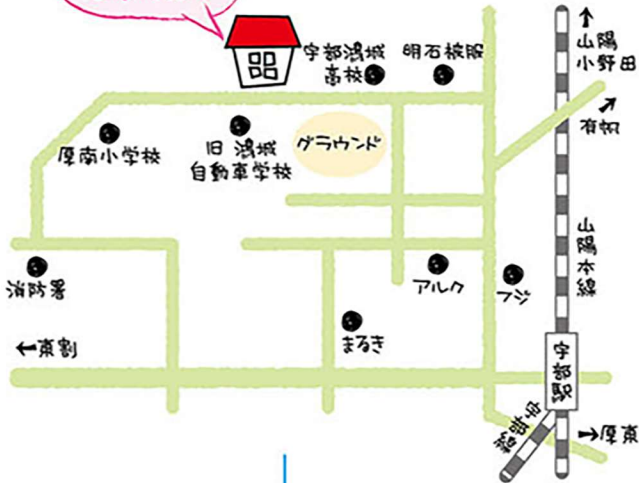 宇部鴻城
高校
明石被服
↑
山陽
小野田
↗
有帆
厚南小学校
旧 鴻城
自動車学校
グラウンド
山陽本線
消防署
アルク
フジ
まるき
←東割
宇部駅
宇部線
→厚東